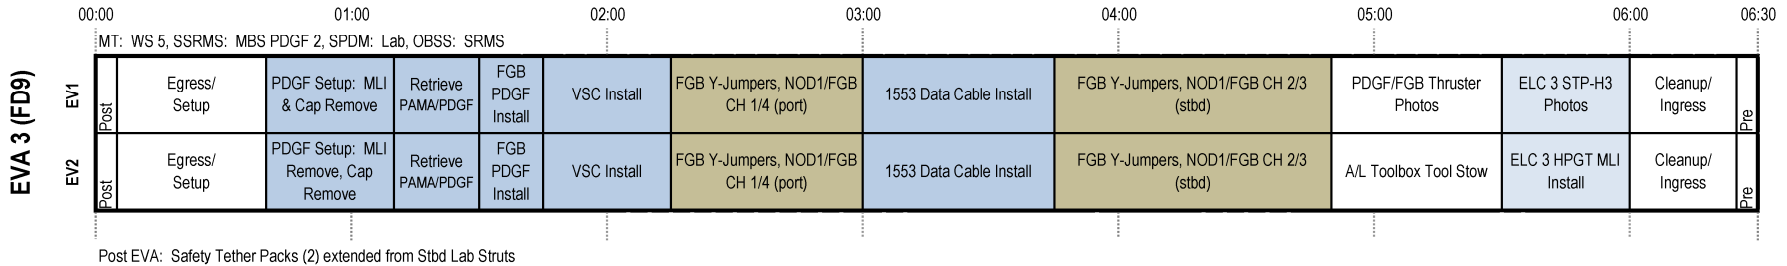 00:00 01:00 02:00 03:00 04:00 05:00 06:00 06:30
MT: WS 5, SSRMS: MBS PDGF 2, SPDM: Lab, OBSS: SRMS
EVA 3 (FD9)
EV1
Post
Egress/
Setup
PDGF Setup: MLI
& Cap Remove
Retrieve
PAMA/PDGF
FGB
PDGF
Install
VSC Install
FGB Y-Jumpers, NOD1/FGB
CH 1/4 (port)
1553 Data Cable Install
FGB Y-Jumpers, NOD1/FGB CH 2/3
(stbd)
PDGF/FGB Thruster
Photos
ELC 3 STP-H3
Photos
Cleanup/
Ingress
Pre
EV2
Post
Egress/
Setup
PDGF Setup: MLI
Remove, Cap
Remove
Retrieve
PAMA/PDGF
FGB
PDGF
Install
VSC Install
FGB Y-Jumpers, NOD1/FGB
CH 1/4 (port)
1553 Data Cable Install
FGB Y-Jumpers, NOD1/FGB CH 2/3
(stbd)
A/L Toolbox Tool Stow
ELC 3 HPGT MLI
Install
Cleanup/
Ingress
Pre
Post EVA: Safety Tether Packs (2) extended from Stbd Lab Struts